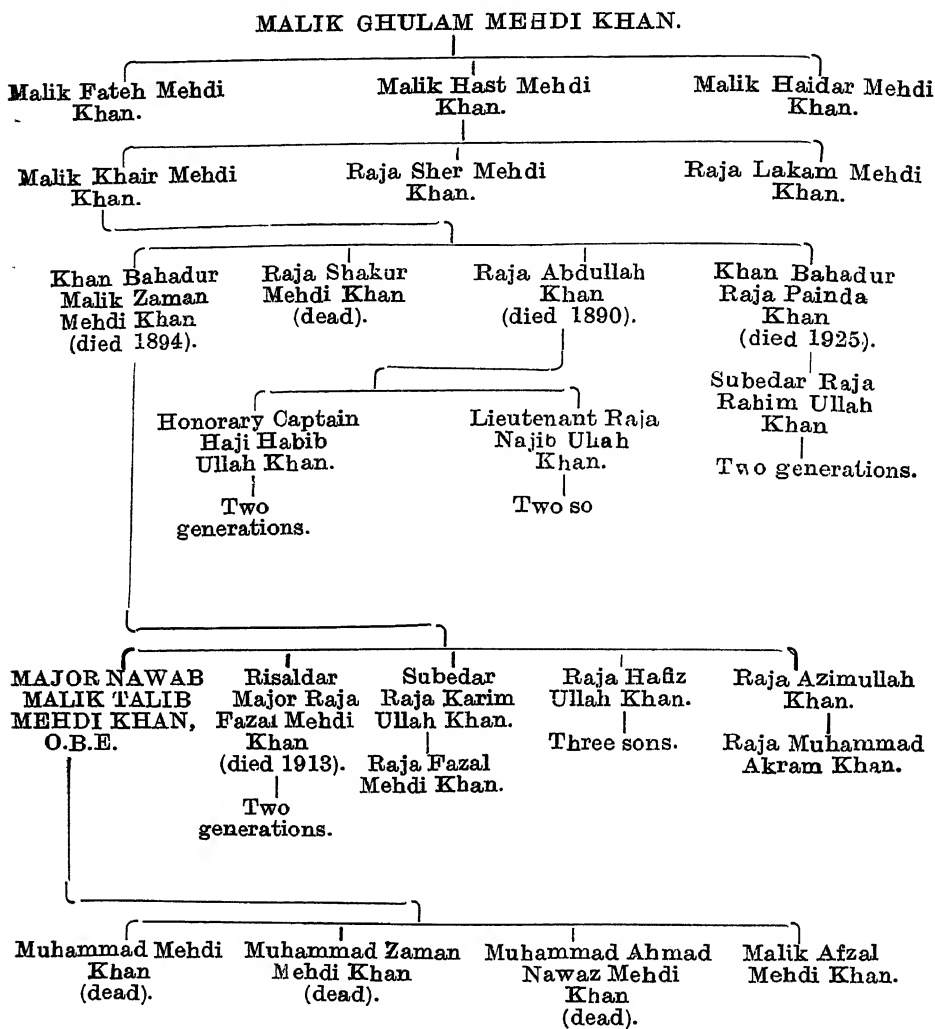 MALIK GHULAM MEHDI KHAN.
Malik Fateh Mehdi
Khan.
Malik Hast Mehdi
Khan.
Malik Haidar Mehdi
Khan.
Malik Khair Mehdi
Khan.
Raja Sher Mehdi
Khan.
Raja Lakam Mehdi
Khan.
Khan Bahadur
Malik Zaman
Mehdi Khan
(died 1894).
Raja Shakur
Mehdi Khan
(dead).
Raja Abdullah
Khan
(died 1890).
Khan Bahadur
Raja Painda
Khan
(died 1925).
Subedar Raja
Rahim Ullah
Khan
Two generations.
Honorary Captain
Haji Habib
Ullah Khan.
Two
generations.
Lieutenant Raja
Najib Ullah
Khan.
Two so
MAJOR NAWAB
MALIK TALIB
MEHDI KHAN,
O.B.E.
Risaldar
Major Raja
Fazal Mehdi
Khan
(died 1913).
Two
generations.
Subedar
Raja Karim
Ullah Khan.
Raja Fazal
Mehdi Khan.
Raja Hafiz
Ullah Khan.
Three sons.
Raja Azimullah
Khan.
Raja Muhammad
Akram Khan.
Muhammad Mehdi
Khan
(dead).
Muhammad Zaman
Mehdi Khan
(dead).
Muhammad Ahmad
Nawaz Mehdi
Khan
(dead).
Malik Afzal
Mehdi Khan.